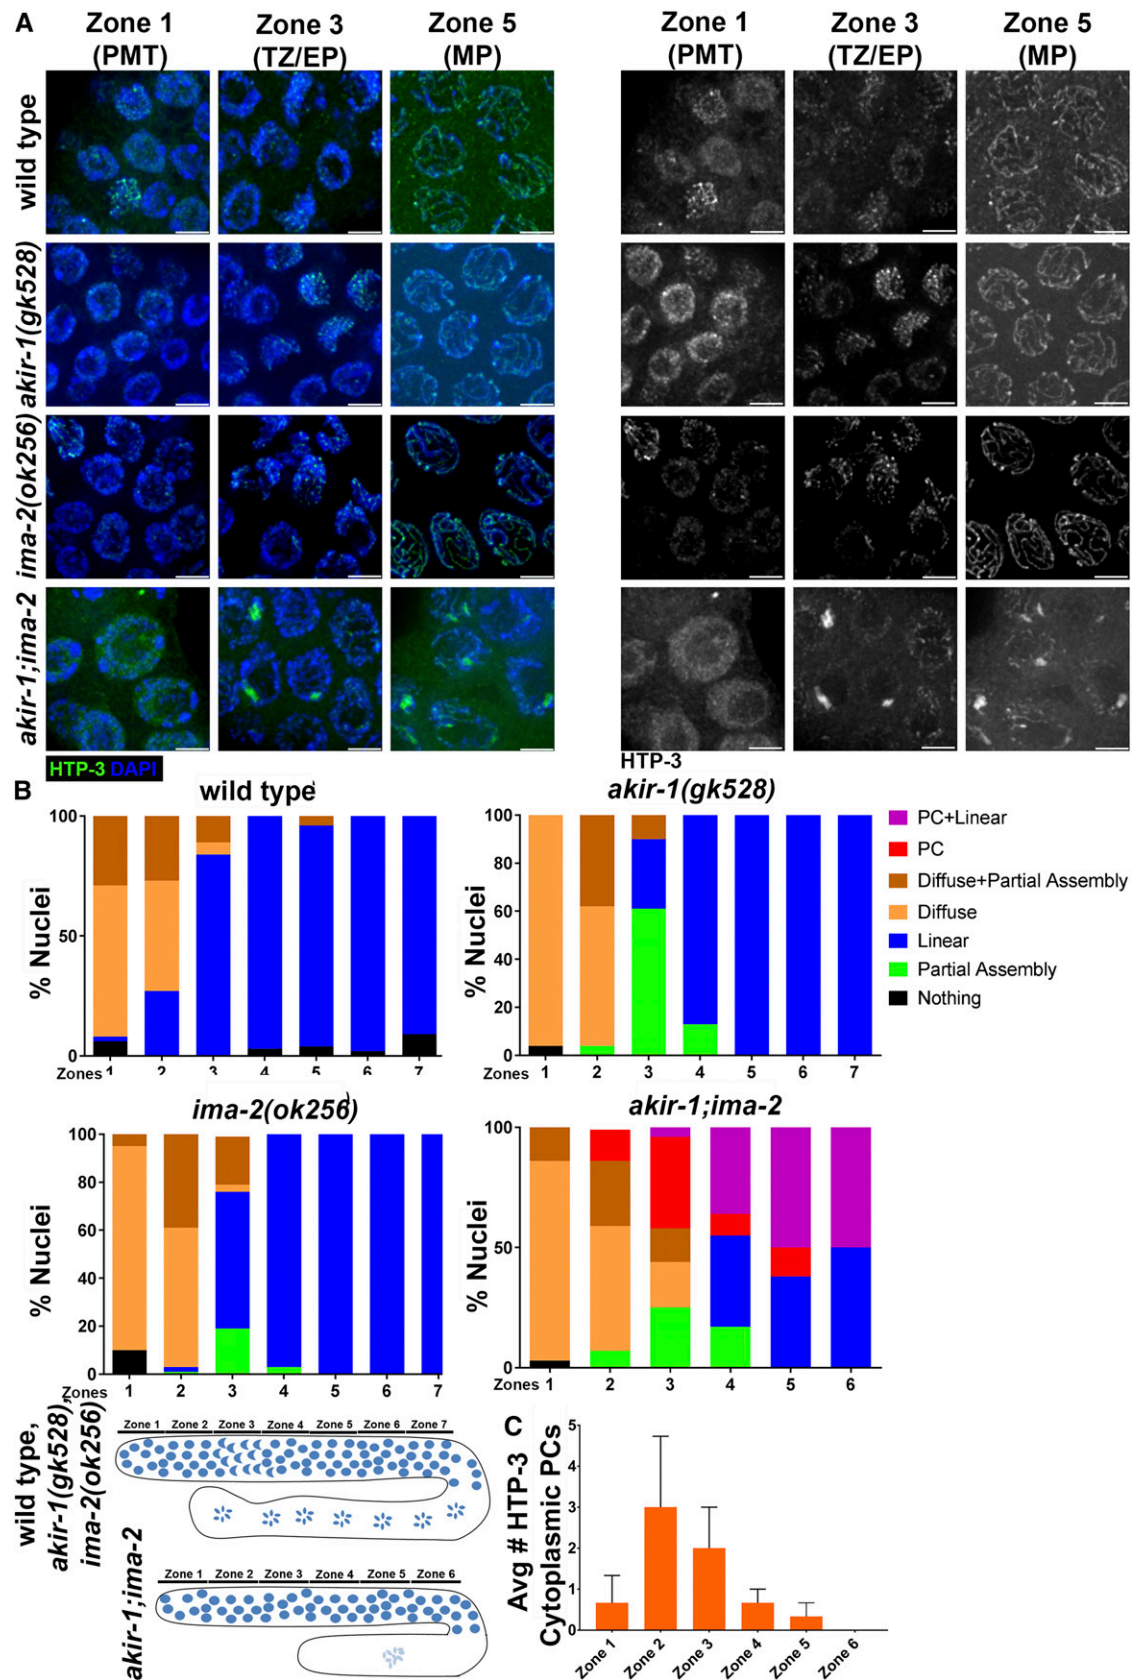 A
Zone 1 (PMT)
Zone 3 (TZ/EP)
Zone 5 (MP)
Zone 1 (PMT)
Zone 3 (TZ/EP)
Zone 5 (MP)
wild type
akir-1(gk528)
ima-2(ok256)
akir-1;ima-2
HTP-3 DAPI
HTP-3
B
wild type
% Nuclei
100
50
0
Zones 1 2 3 4 5 6 7
akir-1(gk528)
% Nuclei
100
80
60
40
20
0
Zones 1 2 3 4 5 6 7
PC+Linear
PC
Diffuse+Partial Assembly
Diffuse
Linear
Partial Assembly
Nothing
ima-2(ok256)
% Nuclei
100
80
60
40
20
0
Zones 1 2 3 4 5 6 7
akir-1;ima-2
% Nuclei
100
50
0
Zones 1 2 3 4 5 6
wild type,
akir-1(gk528),
ima-2(ok256)
Zone 1 Zone 2 Zone 3 Zone 4 Zone 5 Zone 6 Zone 7
akir-1;ima-2
Zone 1 Zone 2 Zone 3 Zone 4 Zone 5 Zone 6
C
Avg # HTP-3
Cytoplasmic PCs
5
4
3
2
1
0
Zone 1 Zone 2 Zone 3 Zone 4 Zone 5 Zone 6